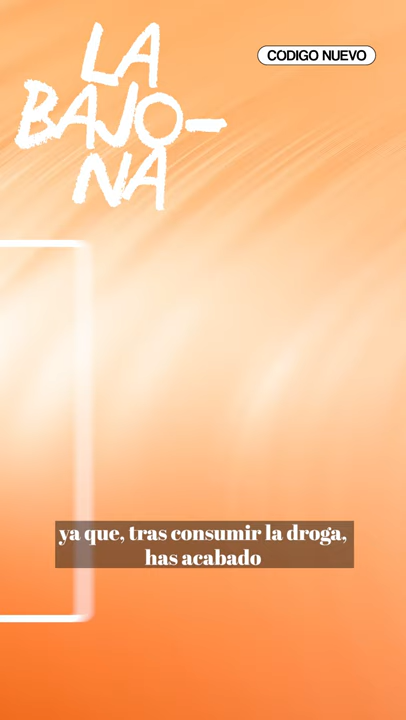 LA
BAJO-
NA
CODIGO NUEVO
ya que, tras consumir la droga,
has acabado